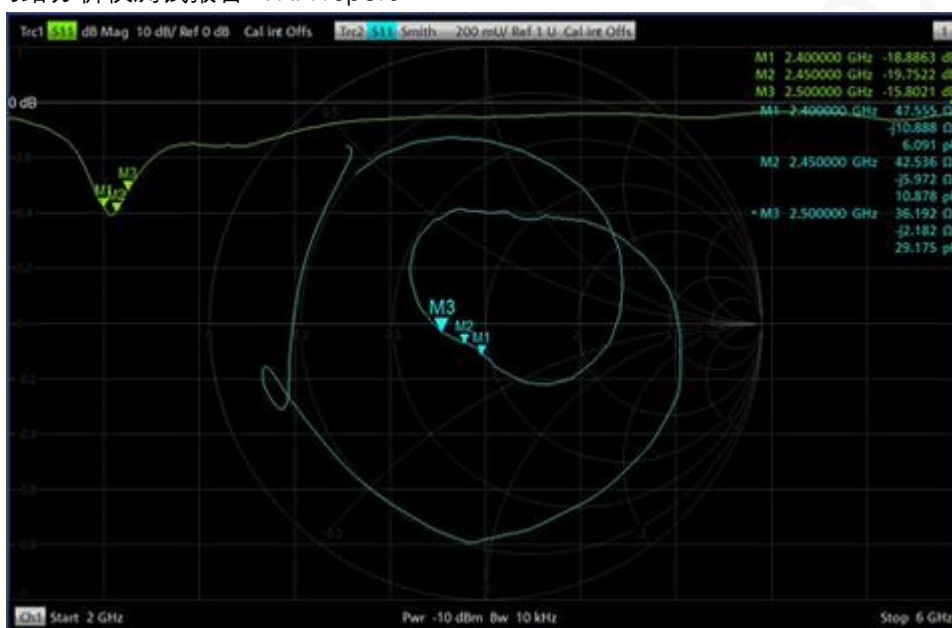 Trc1 S11 dB Mag 10 dB/ Ref 0 dB Cal int Offs Trc2 S11 Smith 200 mU/ Ref 1 U Cal int Offs 1
M1 2.400000 GHz -18.8863 dB
M2 2.450000 GHz -19.7522 dB
M3 2.500000 GHz -15.8021 dB
0 dB
M1 2.400000 GHz 47.555 Ω
-j10.888 Ω
6.091
M2 2.450000 GHz 42.536 Ω
-j5.972 Ω
10.878
• M3 2.500000 GHz 36.192 Ω
-j2.182 Ω
29.175
M3
M1
M2
M3
M2
M1
Ch1 Start 2 GHz Pwr -10 dBm Bw 10 kHz Stop 6 GHz